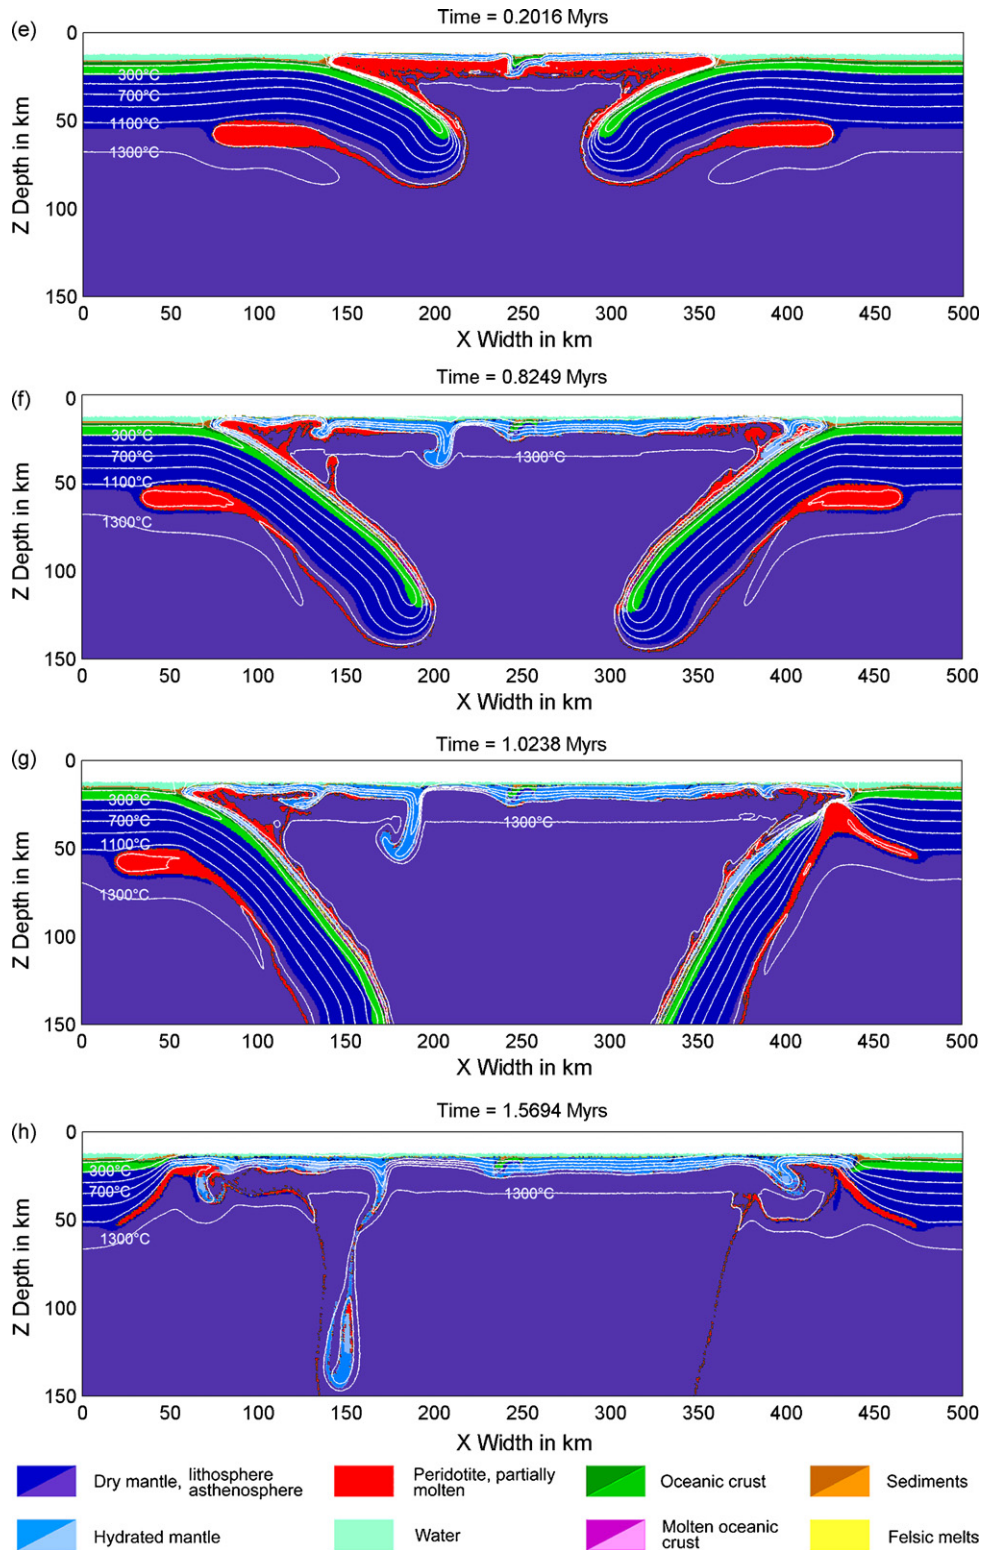 (e)
Time = 0.2016 Myrs
0
50
100
150
Z Depth in km
300°C
700°C
1100°C
1300°C
0 50 100 150 200 250 300 350 400 450 500
X Width in km
(f)
Time = 0.8249 Myrs
0
50
100
150
Z Depth in km
300°C
700°C
1100°C
1300°C
1300°C
0 50 100 150 200 250 300 350 400 450 500
X Width in km
(g)
Time = 1.0238 Myrs
0
50
100
150
Z Depth in km
300°C
700°C
1100°C
1300°C
1300°C
0 50 100 150 200 250 300 350 400 450 500
X Width in km
(h)
Time = 1.5694 Myrs
0
50
100
150
Z Depth in km
300°C
700°C
1300°C
1300°C
0 50 100 150 200 250 300 350 400 450 500
X Width in km
Dry mantle, lithosphere
asthenosphere
Peridotite, partially
molten
Oceanic crust
Sediments
Hydrated mantle
Water
Molten oceanic
crust
Felsic melts